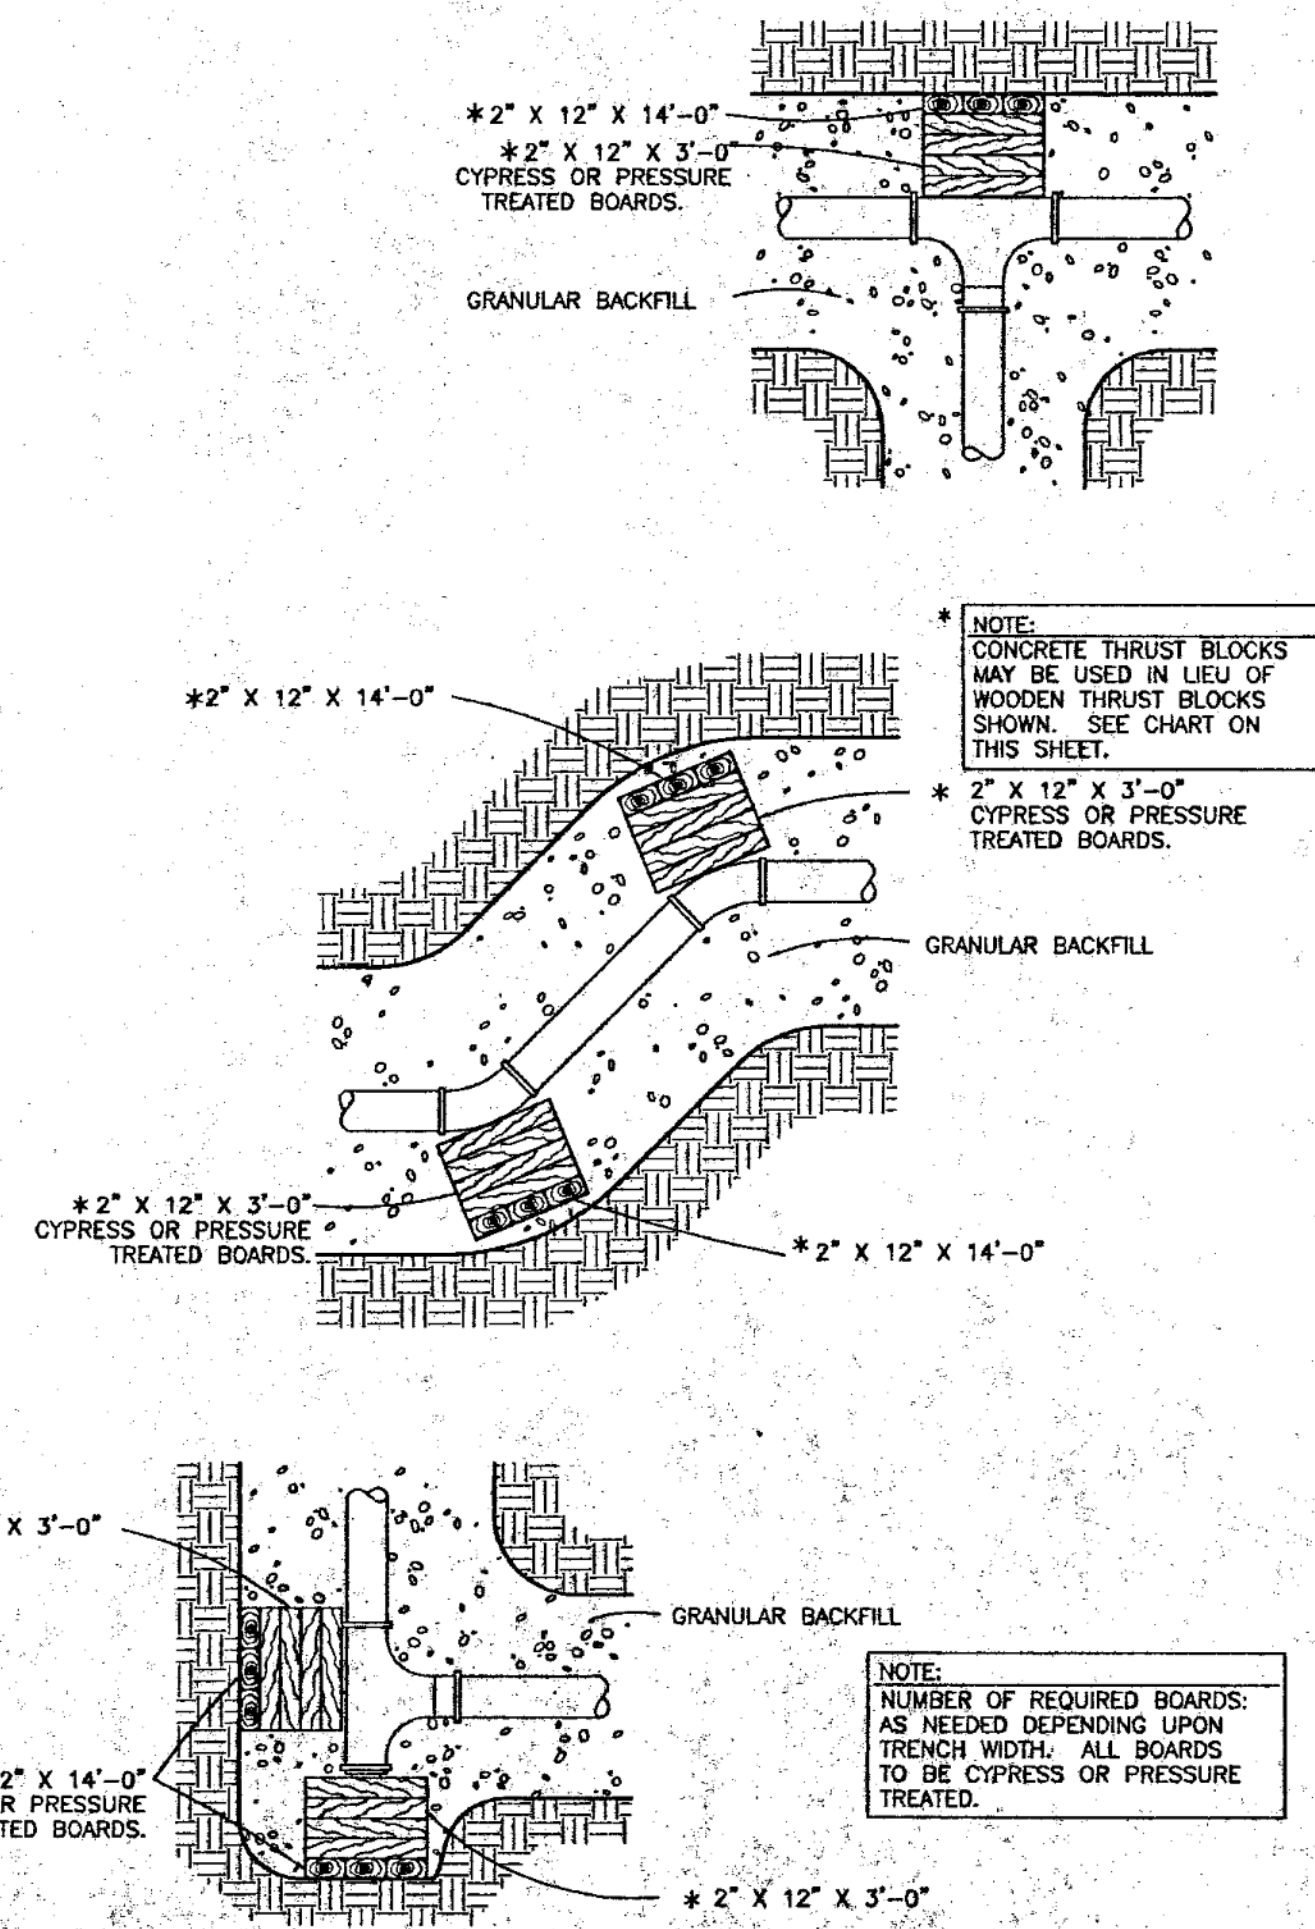 *2" X 12" X 14'-0"
*2" X 12" X 3'-0"
CYPRESS OR PRESSURE
TREATED BOARDS.
GRANULAR BACKFILL
*
NOTE:
CONCRETE THRUST BLOCKS
MAY BE USED IN LIEU OF
WOODEN THRUST BLOCKS
SHOWN. SEE CHART ON
THIS SHEET.
*2" X 12" X 14'-0"
* 2" X 12" X 3'-0"
CYPRESS OR PRESSURE
TREATED BOARDS.
GRANULAR BACKFILL
*2" X 12" X 3'-0"
CYPRESS OR PRESSURE
TREATED BOARDS.
*2" X 12" X 14'-0"
X 3'-0"
GRANULAR BACKFILL
NOTE:
NUMBER OF REQUIRED BOARDS:
AS NEEDED DEPENDING UPON
TRENCH WIDTH. ALL BOARDS
TO BE CYPRESS OR PRESSURE
TREATED.
2" X 14'-0"
R PRESSURE
TED BOARDS.
* 2" X 12" X 3'-0"